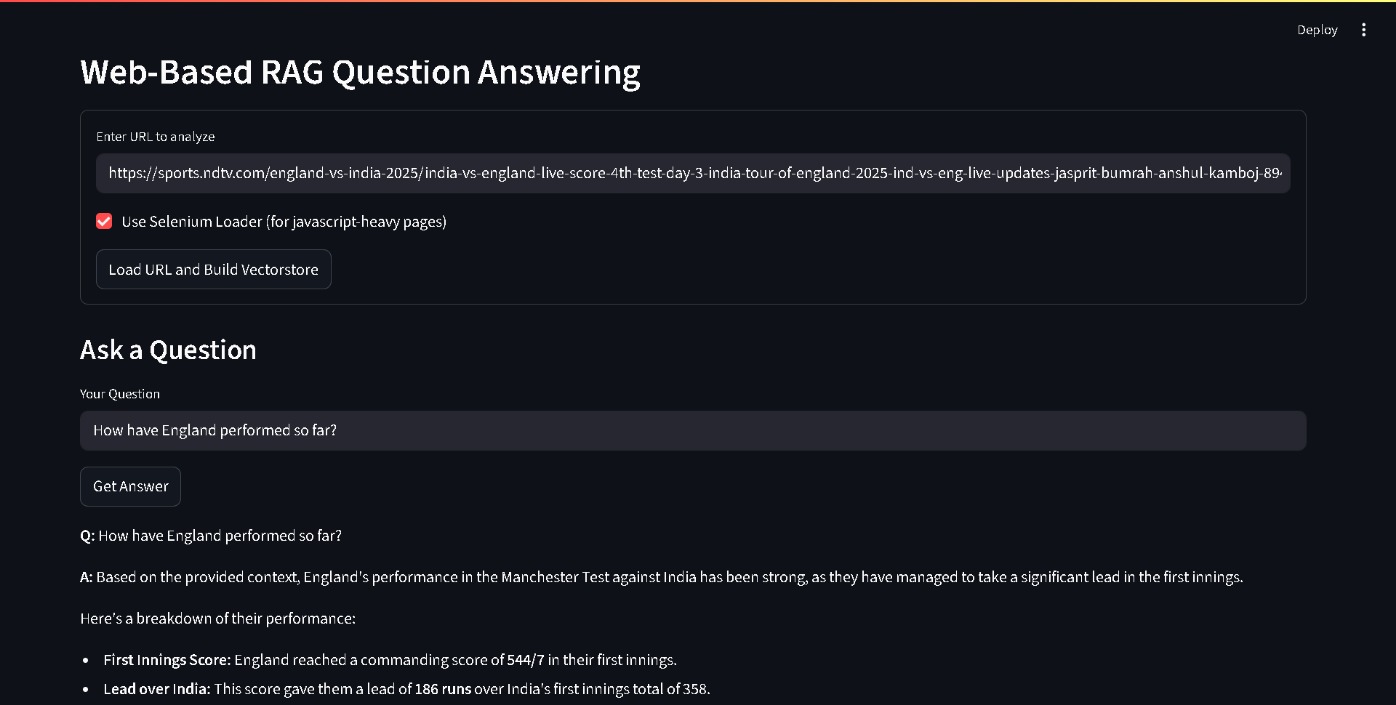 Deploy
Web-Based RAG Question Answering
Enter URL to analyze
https://sports.ndtv.com/england-vs-india-2025/india-vs-england-live-score-4th-test-day-3-india-tour-of-england-2025-ind-vs-eng-live-updates-jasprit-bumrah-anshul-kamboj-89
Use Selenium Loader (for javascript-heavy pages)
Load URL and Build Vectorstore
Ask a Question
Your Question
How have England performed so far?
Get Answer
Q: How have England performed so far?
A: Based on the provided context, England's performance in the Manchester Test against India has been strong, as they have managed to take a significant lead in the first innings.
Here's a breakdown of their performance:
• First Innings Score: England reached a commanding score of 544/7 in their first innings.
• Lead over India: This score gave them a lead of 186 runs over India's first innings total of 358.